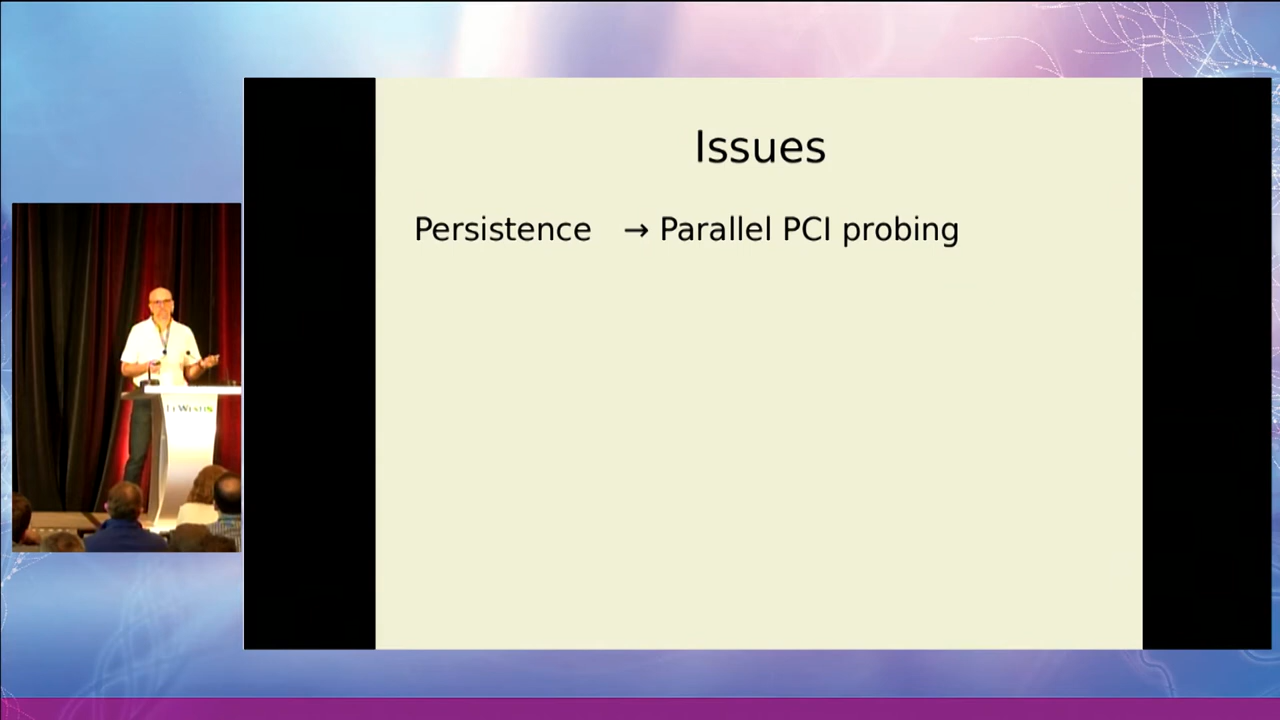 Issues
Persistence → Parallel PCI probing